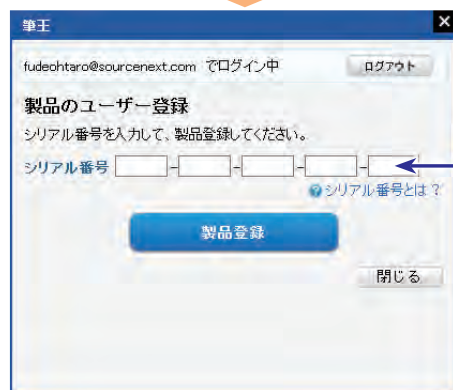 筆王
fudeohtaro@sourcenext.com でログイン中
ログアウト
製品のユーザー登録
シリアル番号を入力して、製品登録してください。
シリアル番号 - - - -
シリアル番号とは？
製品登録
閉じる